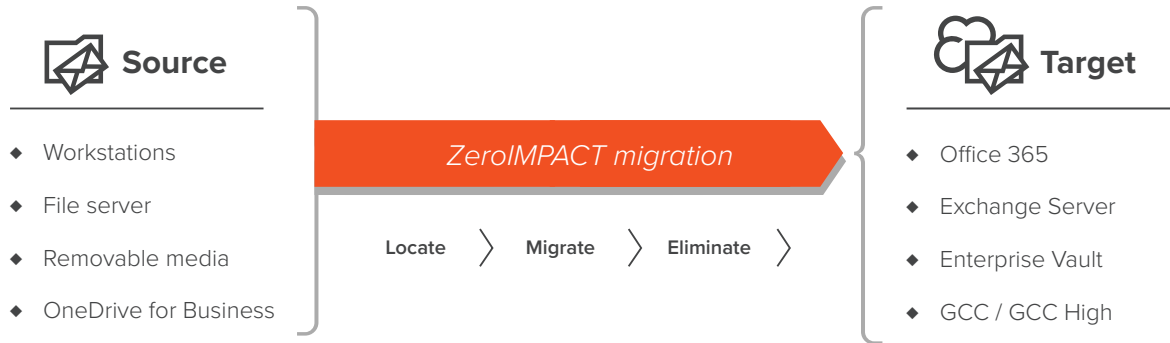 Source
Workstations
File server
Removable media
OneDrive for Business
ZeroIMPACT migration
Locate
Migrate
Eliminate
Target
Office 365
Exchange Server
Enterprise Vault
GCC / GCC High